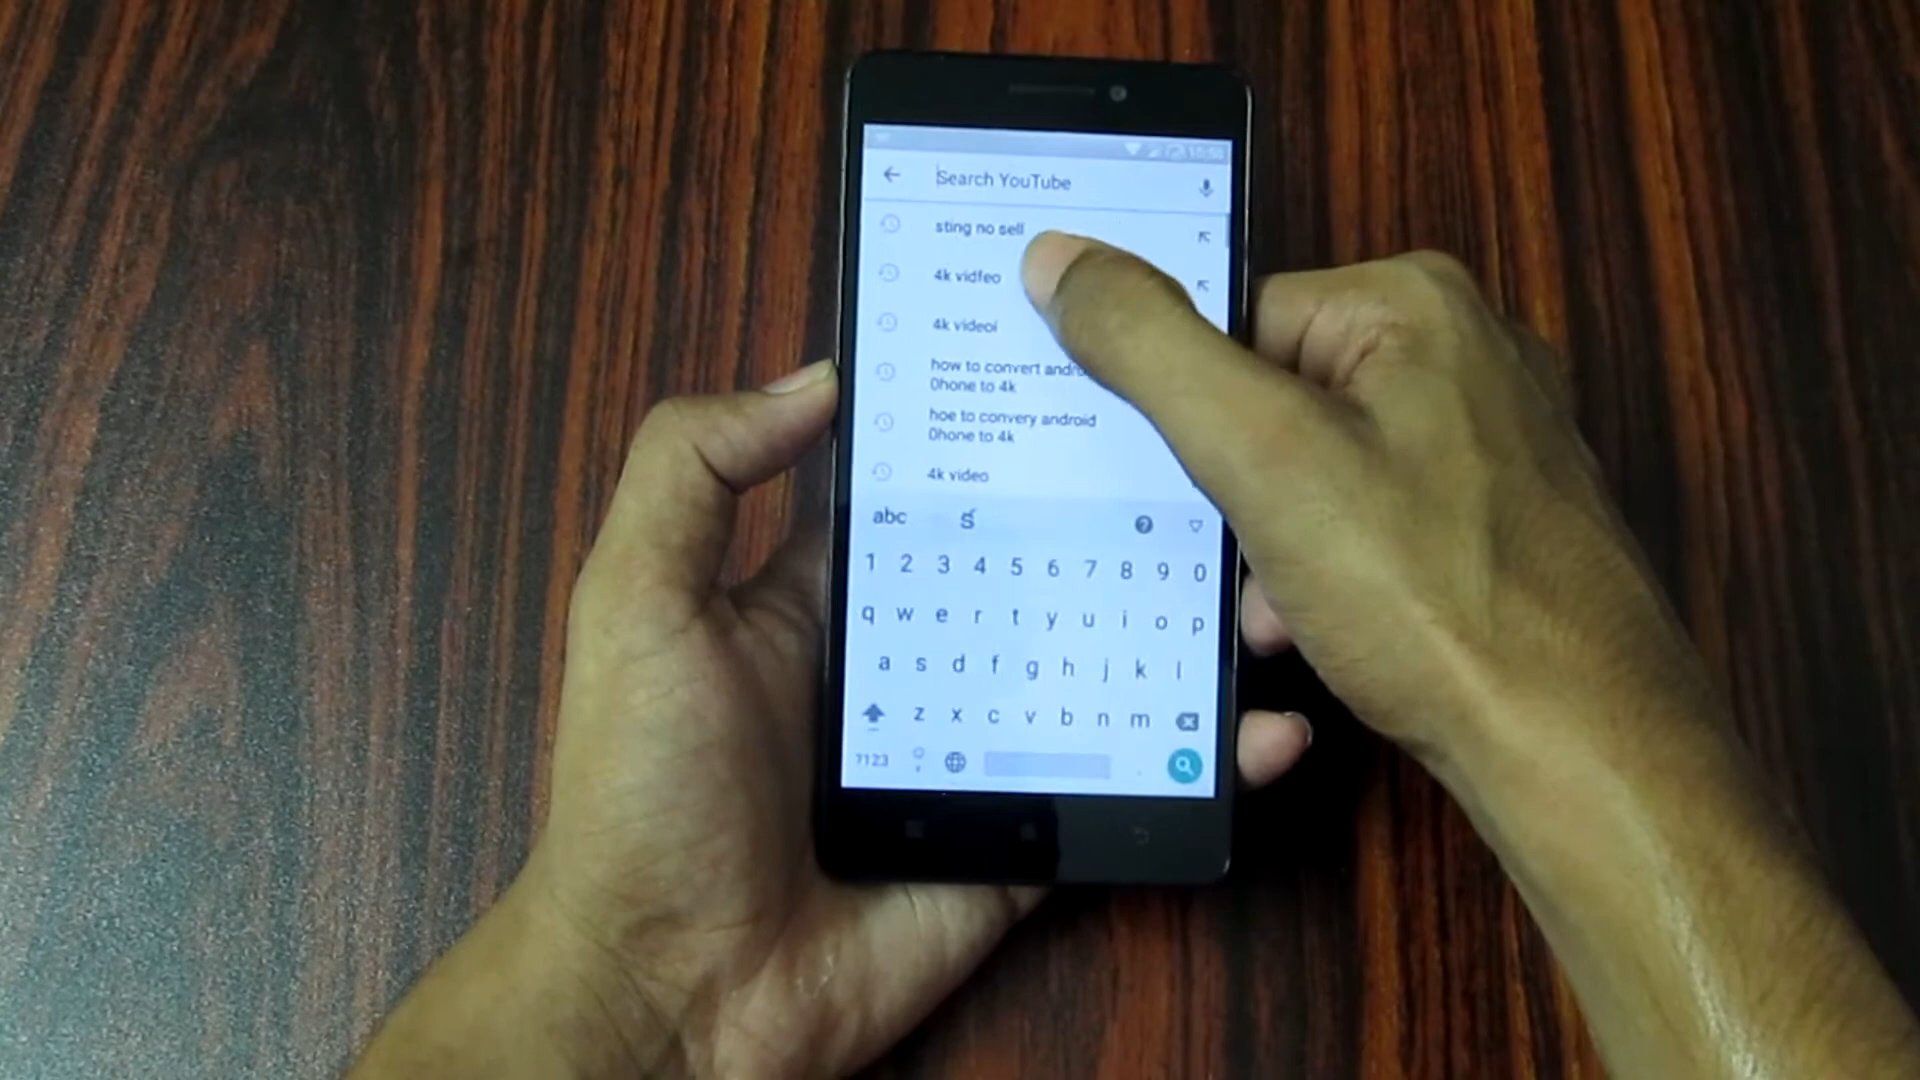 Search YouTube
sting no sell
4k vidfeo
4k videoi
how to convert andro
0hone to 4k
hoe to convery android
0hone to 4k
4k video
abc
1 2 3 4 5 6 7 8 9 0
q w e r t y u i o p
a s d f g h j k l
z x c v b n m
?123